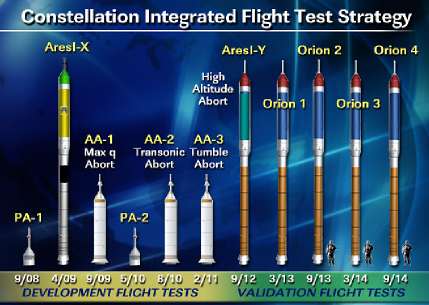 Constellation Integrated Flight Test Strategy
AresI-X
AresI-Y
Orion 2
Orion 4
High
Altitude
Abort
Orion 1
Orion 3
AA-1
Max q
Abort
AA-2
Transonic
Abort
AA-3
Tumble
Abort
PA-1
PA-2
9/08 4/09 9/09 5/10 8/10 2/11 9/12 3/13 9/13 3/14 9/14
DEVELOPMENT FLIGHT TESTS VALIDATION FLIGHT TESTS